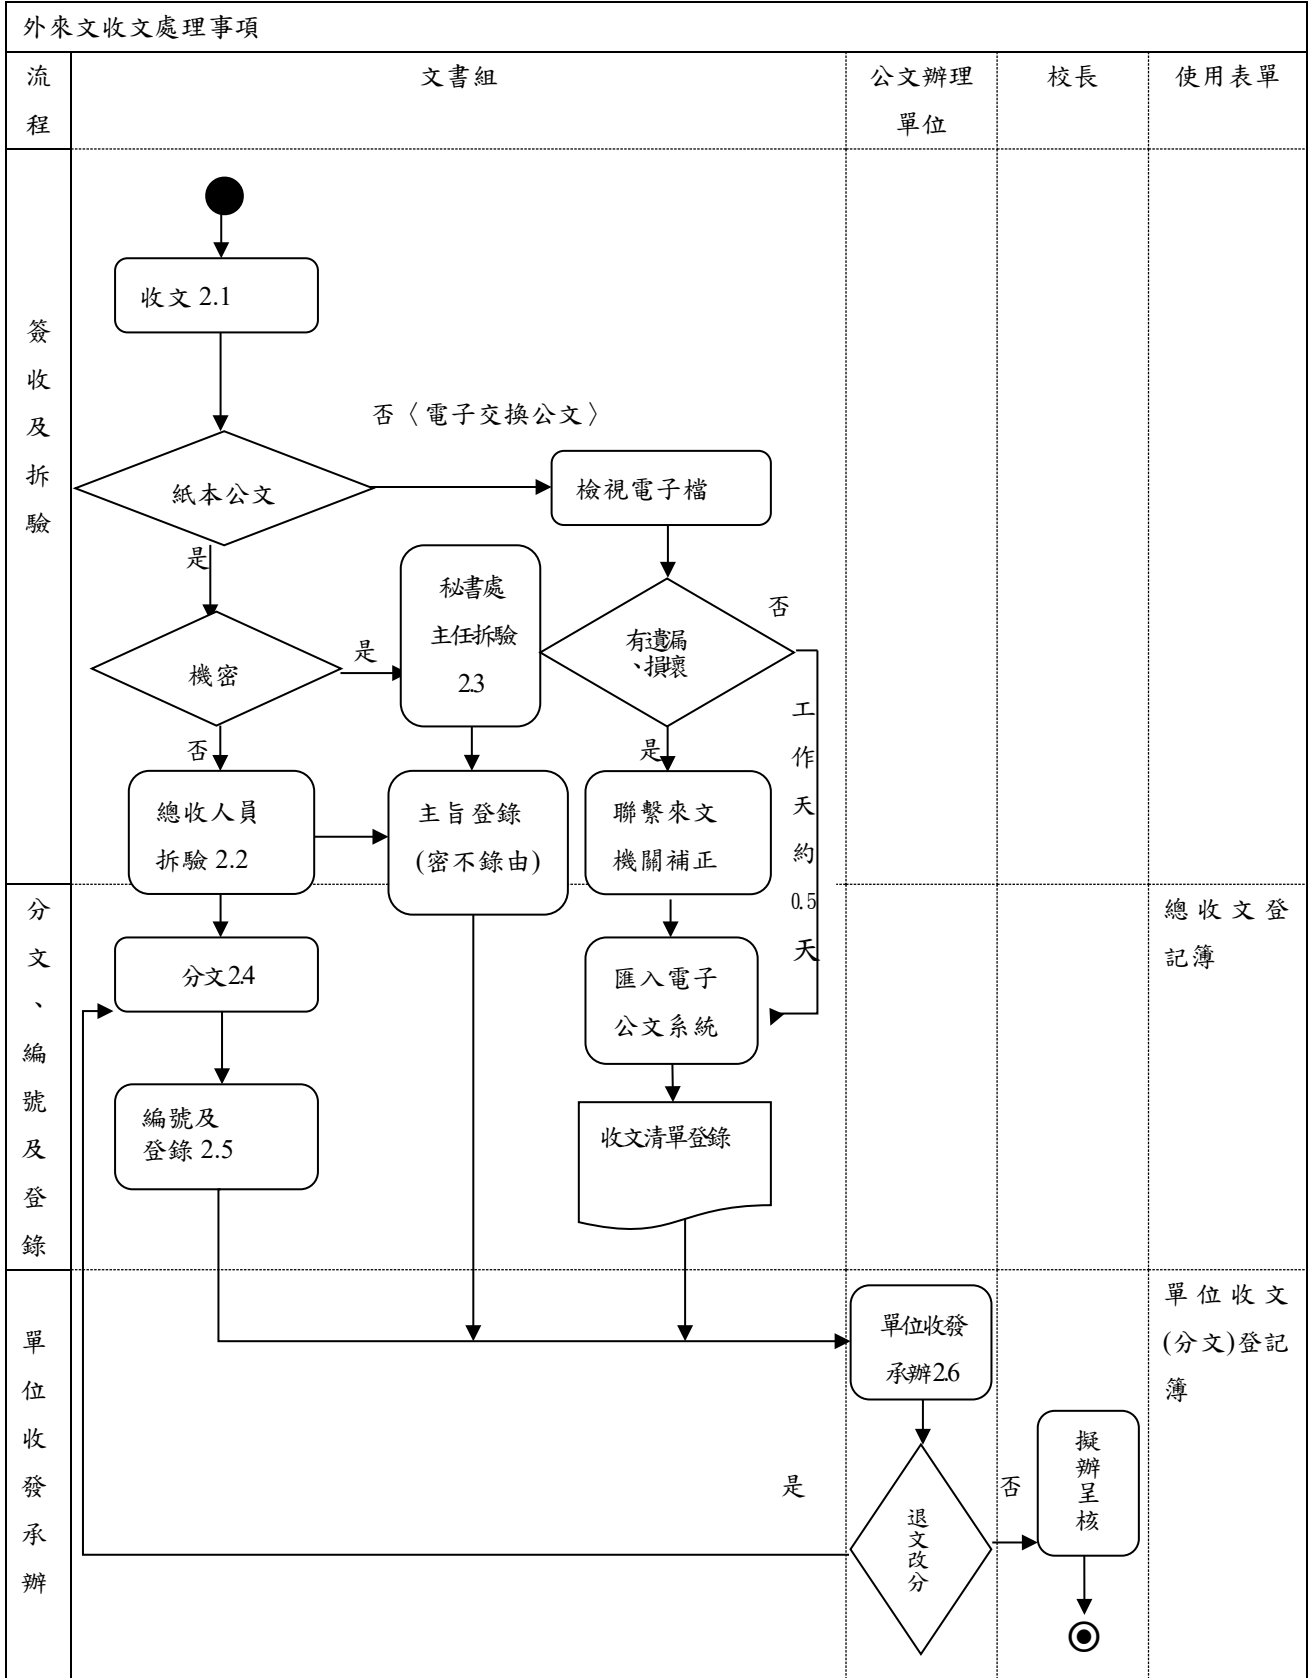 外來文收文處理事項
流
程
文書組
公文辦理
單位
校長
使用表單
簽
收
及
拆
驗
收文 2.1
否〈電子交換公文〉
紙本公文
檢視電子檔
是
秘書處
主任拆驗
2.3
有遺漏
、損壞
否
機密
是
否
是
工
作
天
約
0.5
天
總收人員
拆驗 2.2
主旨登錄
(密不錄由)
聯繫來文
機關補正
分
文
、
編
號
及
登
錄
總收文登
記簿
分文2.4
匯入電子
公文系統
編號及
登錄 2.5
收文清單登錄
單
位
收
發
承
辦
單位收發
承辦2.6
單位收文
(分文)登記
簿
是
退
文
改
分
否
擬
辦
呈
核